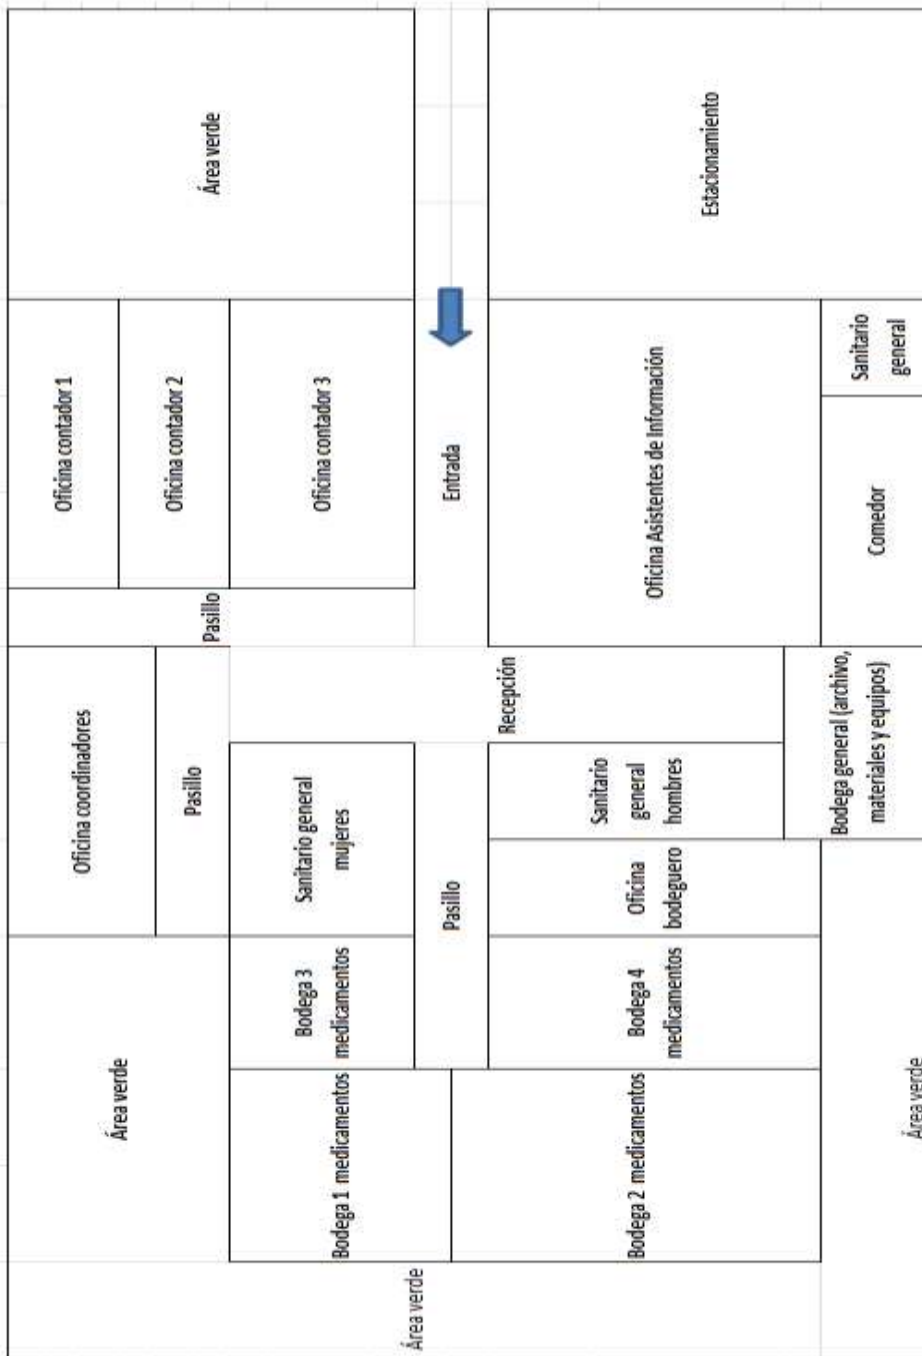 Área verde
Oficina coordinadores
Oficina contador 1
Pasillo
Oficina contador 2
Pasillo
Área verde
Bodega 1 medicamentos
Bodega 3
medicamentos
Sanitario general
mujeres
Oficina contador 3
Área verde
Pasillo
Entrada
Recepción
Bodega 2 medicamentos
Bodega 4
medicamentos
Oficina
bodeguero
Sanitario
general
hombres
Oficina Asistentes de Información
Estacionamiento
Bodega general (archivo,
materiales y equipos)
Comedor
Sanitario
general
Área verde